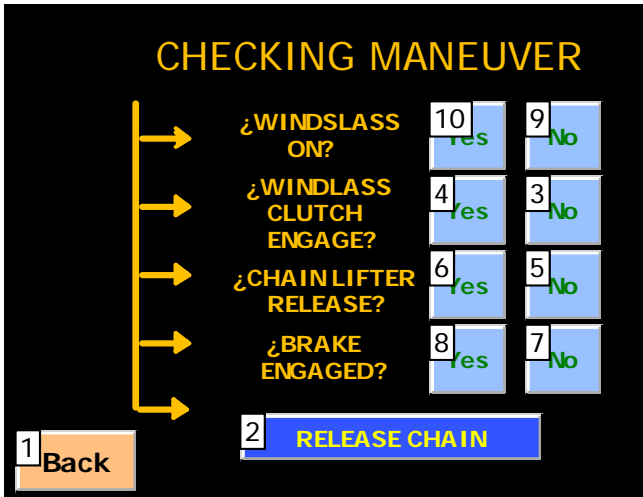 CHECKING MANEUVER
¿WINDSLASS
ON?
10
Yes
9
No
¿WINDLASS
CLUTCH
ENGAGE?
4
Yes
3
No
¿CHAIN LIFTER
RELEASE?
6
Yes
5
No
¿BRAKE
ENGAGED?
8
Yes
7
No
2
RELEASE CHAIN
1
Back